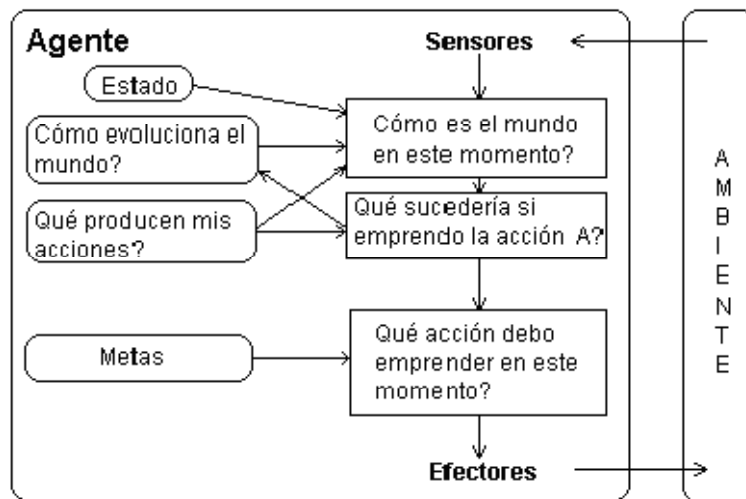 Agente
Sensores
Estado
Cómo evoluciona el
mundo?
Qué producen mis
acciones?
Cómo es el mundo
en este momento?
Qué sucedería si
emprendo la acción A?
Metas
Qué acción debo
emprender en este
momento?
Efectores
AMBIENTE